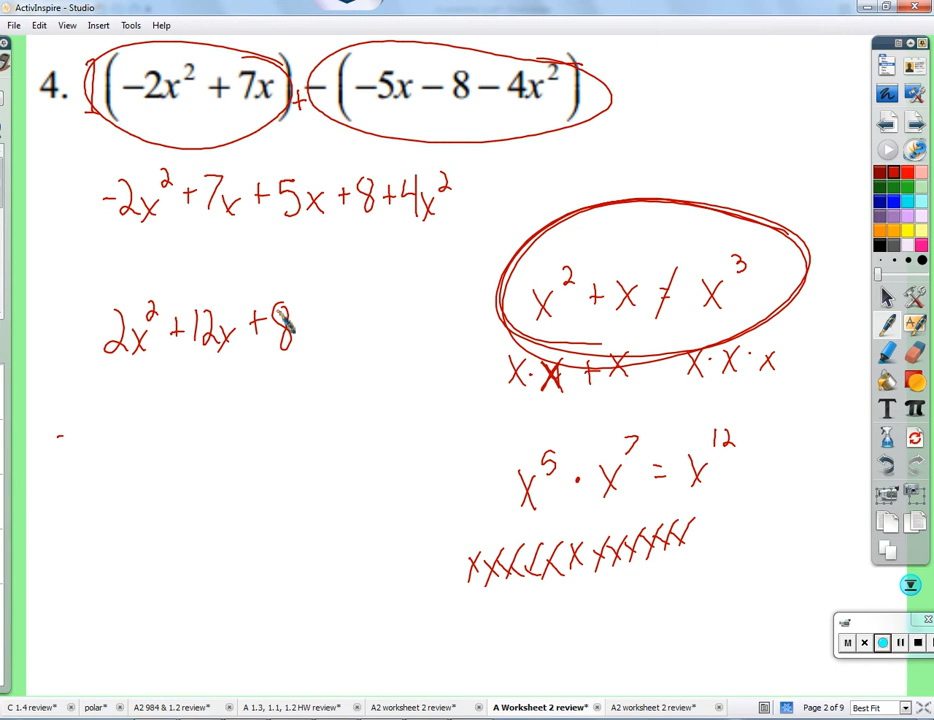 ActivInspire - Studio
File Edit View Insert Tools Help
4. (−2x² + 7x) − (−5x − 8 − 4x²)
+
-2x² + 7x + 5x + 8 + 4x²
x² + x ≠ x³
2x² + 12x + 8
x · x + x x · x · x
x⁵ · x⁷ = x¹²
xxxxxxxxxxxxx
M
C 1.4 review* polar* A2 984 & 1.2 review* A 1.3, 1.1, 1.2 HW review* A2 worksheet 2 review* A Worksheet 2 review* A2 worksheet 2 review* Page 2 of 9 Best Fit